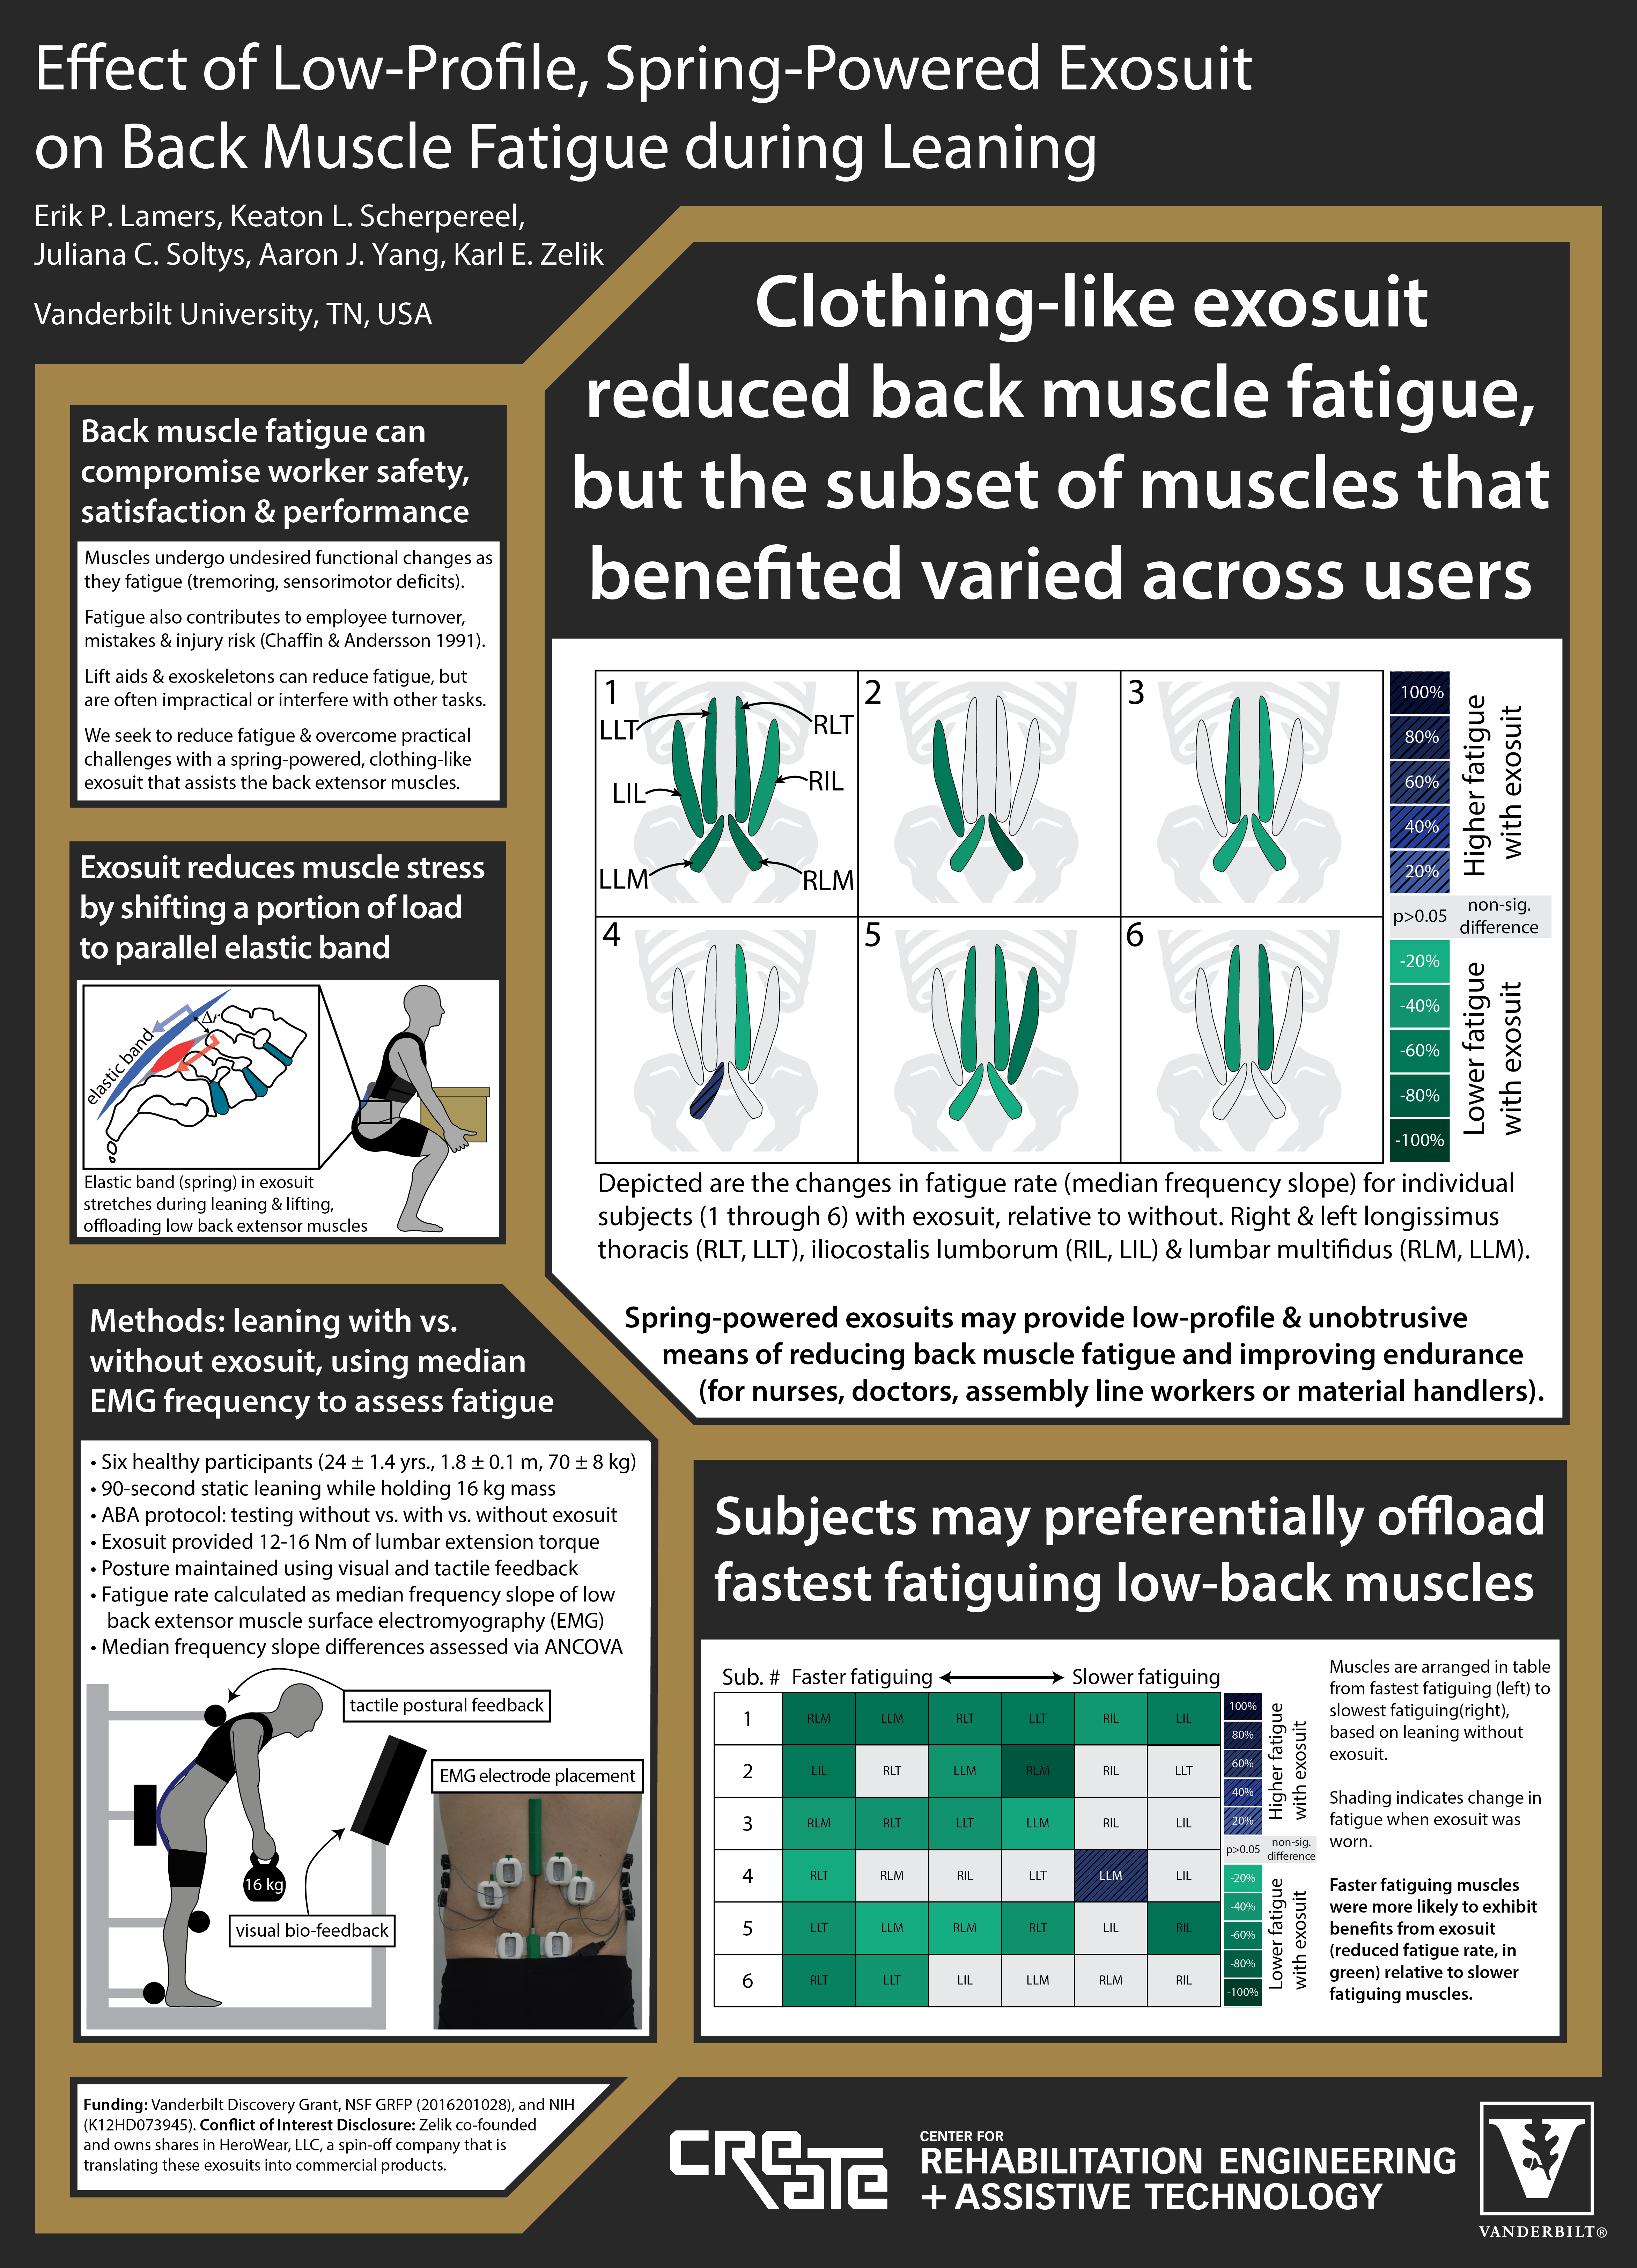 Effect of Low-Profile, Spring-Powered Exosuit
on Back Muscle Fatigue during Leaning
Erik P. Lamers, Keaton L. Scherpereel,
Juliana C. Soltys, Aaron J. Yang, Karl E. Zelik
Vanderbilt University, TN, USA
Back muscle fatigue can
compromise worker safety,
satisfaction & performance
Muscles undergo undesired functional changes as
they fatigue (tremoring, sensorimotor deficits).
Fatigue also contributes to employee turnover,
mistakes & injury risk (Chaffin & Andersson 1991).
Lift aids & exoskeletons can reduce fatigue, but
are often impractical or interfere with other tasks.
We seek to reduce fatigue & overcome practical
challenges with a spring-powered, clothing-like
exosuit that assists the back extensor muscles.
Exosuit reduces muscle stress
by shifting a portion of load
to parallel elastic band
elastic band
Δr
Elastic band (spring) in exosuit
stretches during leaning & lifting,
offloading low back extensor muscles
Methods: leaning with vs.
without exosuit, using median
EMG frequency to assess fatigue
• Six healthy participants (24 ± 1.4 yrs., 1.8 ± 0.1 m, 70 ± 8 kg)
• 90-second static leaning while holding 16 kg mass
• ABA protocol: testing without vs. with vs. without exosuit
• Exosuit provided 12-16 Nm of lumbar extension torque
• Posture maintained using visual and tactile feedback
• Fatigue rate calculated as median frequency slope of low
back extensor muscle surface electromyography (EMG)
• Median frequency slope differences assessed via ANCOVA
tactile postural feedback
EMG electrode placement
16 kg
visual bio-feedback
Clothing-like exosuit
reduced back muscle fatigue,
but the subset of muscles that
benefited varied across users
1
LLT
RLT
LIL
RIL
LLM
RLM
2
3
4
5
6
100%
80%
60%
40%
20%
Higher fatigue
with exosuit
p>0.05
non-sig.
difference
-20%
-40%
-60%
-80%
-100%
Lower fatigue
with exosuit
Depicted are the changes in fatigue rate (median frequency slope) for individual
subjects (1 through 6) with exosuit, relative to without. Right & left longissimus
thoracis (RLT, LLT), iliocostalis lumborum (RIL, LIL) & lumbar multifidus (RLM, LLM).
Spring-powered exosuits may provide low-profile & unobtrusive
means of reducing back muscle fatigue and improving endurance
(for nurses, doctors, assembly line workers or material handlers).
Subjects may preferentially offload
fastest fatiguing low-back muscles
Sub. # Faster fatiguing Slower fatiguing
1 RLM LLM RLT LLT RIL LIL
2 LIL RLT LLM RLM RIL LLT
3 RLM RLT LLT LLM RIL LIL
4 RLT RLM RIL LLT LLM LIL
5 LLT LLM RLM RLT LIL RIL
6 RLT LLT LIL LLM RLM RIL
100%
80%
60%
40%
20%
Higher fatigue
with exosuit
p>0.05
non-sig.
difference
-20%
-40%
-60%
-80%
-100%
Lower fatigue
with exosuit
Muscles are arranged in table
from fastest fatiguing (left) to
slowest fatiguing(right),
based on leaning without
exosuit.
Shading indicates change in
fatigue when exosuit was
worn.
Faster fatiguing muscles
were more likely to exhibit
benefits from exosuit
(reduced fatigue rate, in
green) relative to slower
fatiguing muscles.
Funding: Vanderbilt Discovery Grant, NSF GRFP (2016201028), and NIH
(K12HD073945). Conflict of Interest Disclosure: Zelik co-founded
and owns shares in HeroWear, LLC, a spin-off company that is
translating these exosuits into commercial products.
CREATE
CENTER FOR
REHABILITATION ENGINEERING
+ ASSISTIVE TECHNOLOGY
V
VANDERBILT®